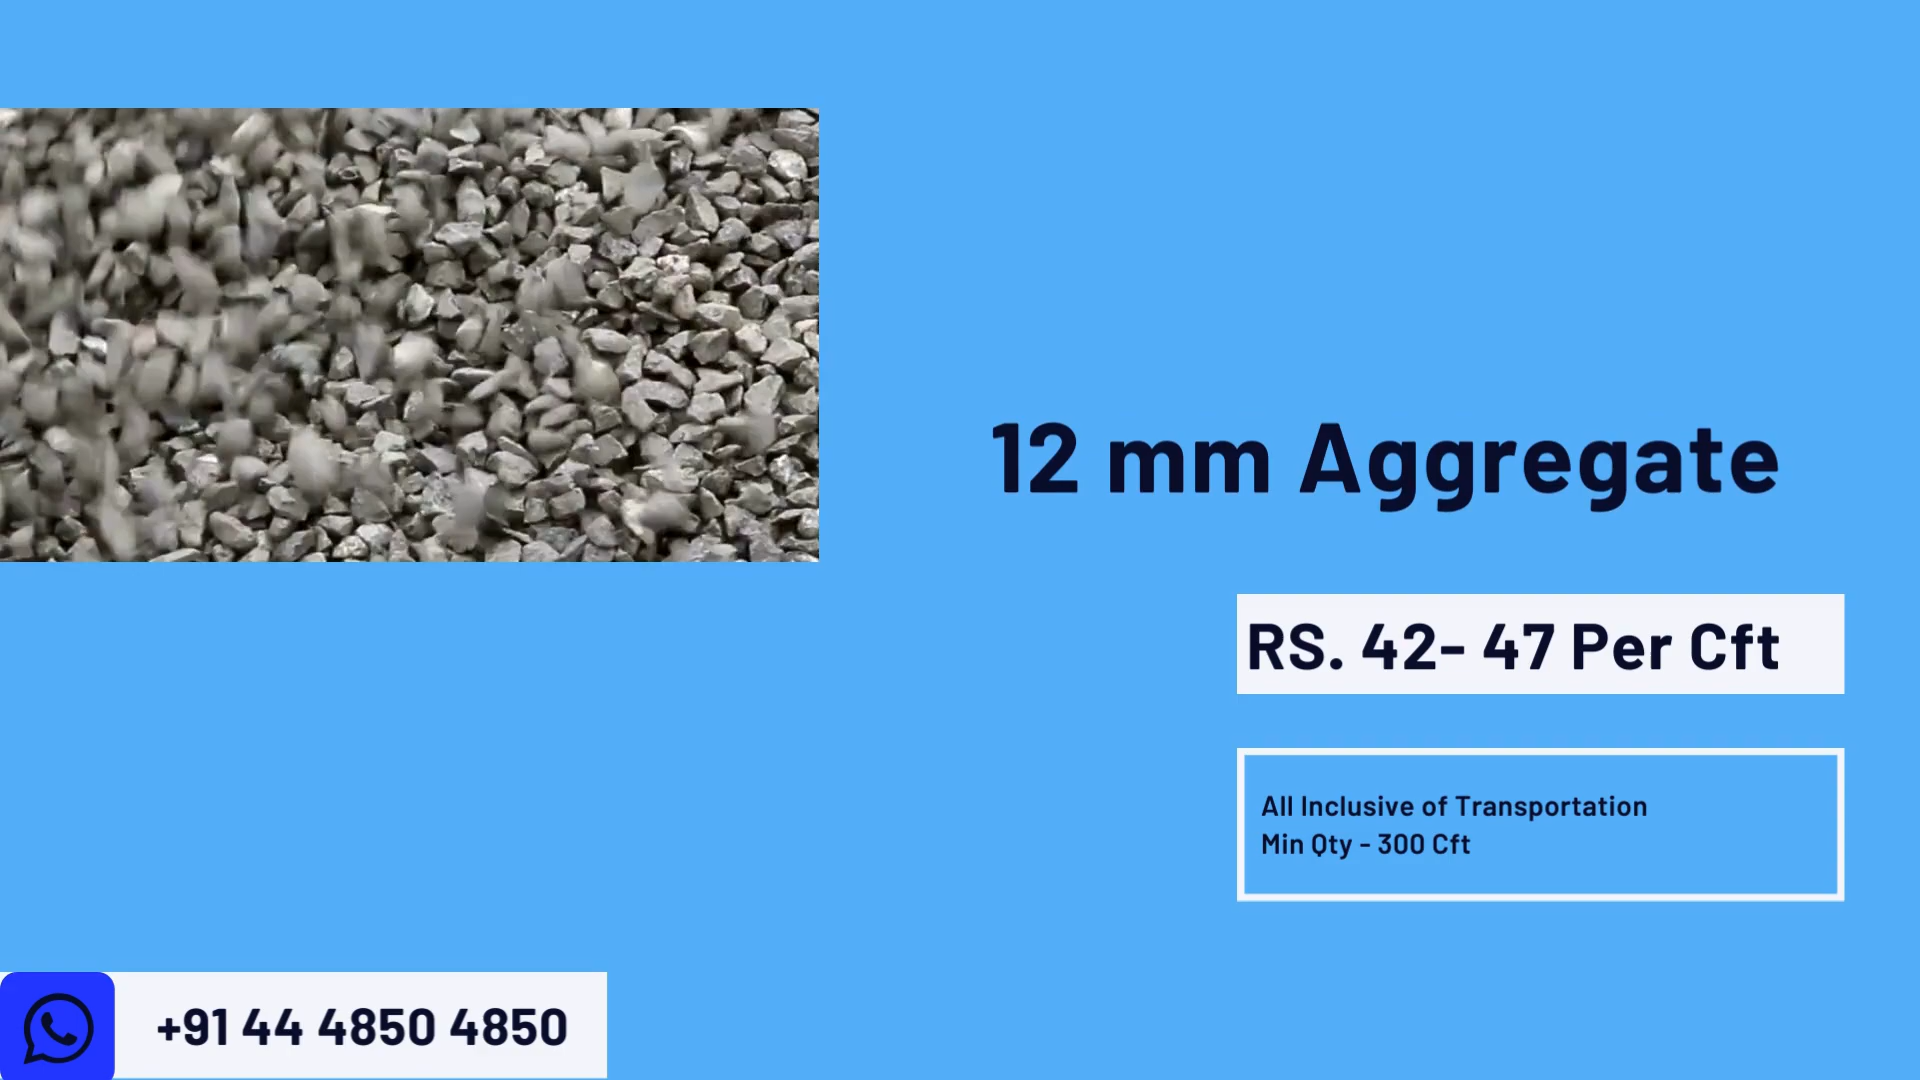 12 mm Aggregate
RS. 42- 47 Per Cft
All Inclusive of Transportation
Min Qty - 300 Cft
+91 44 4850 4850